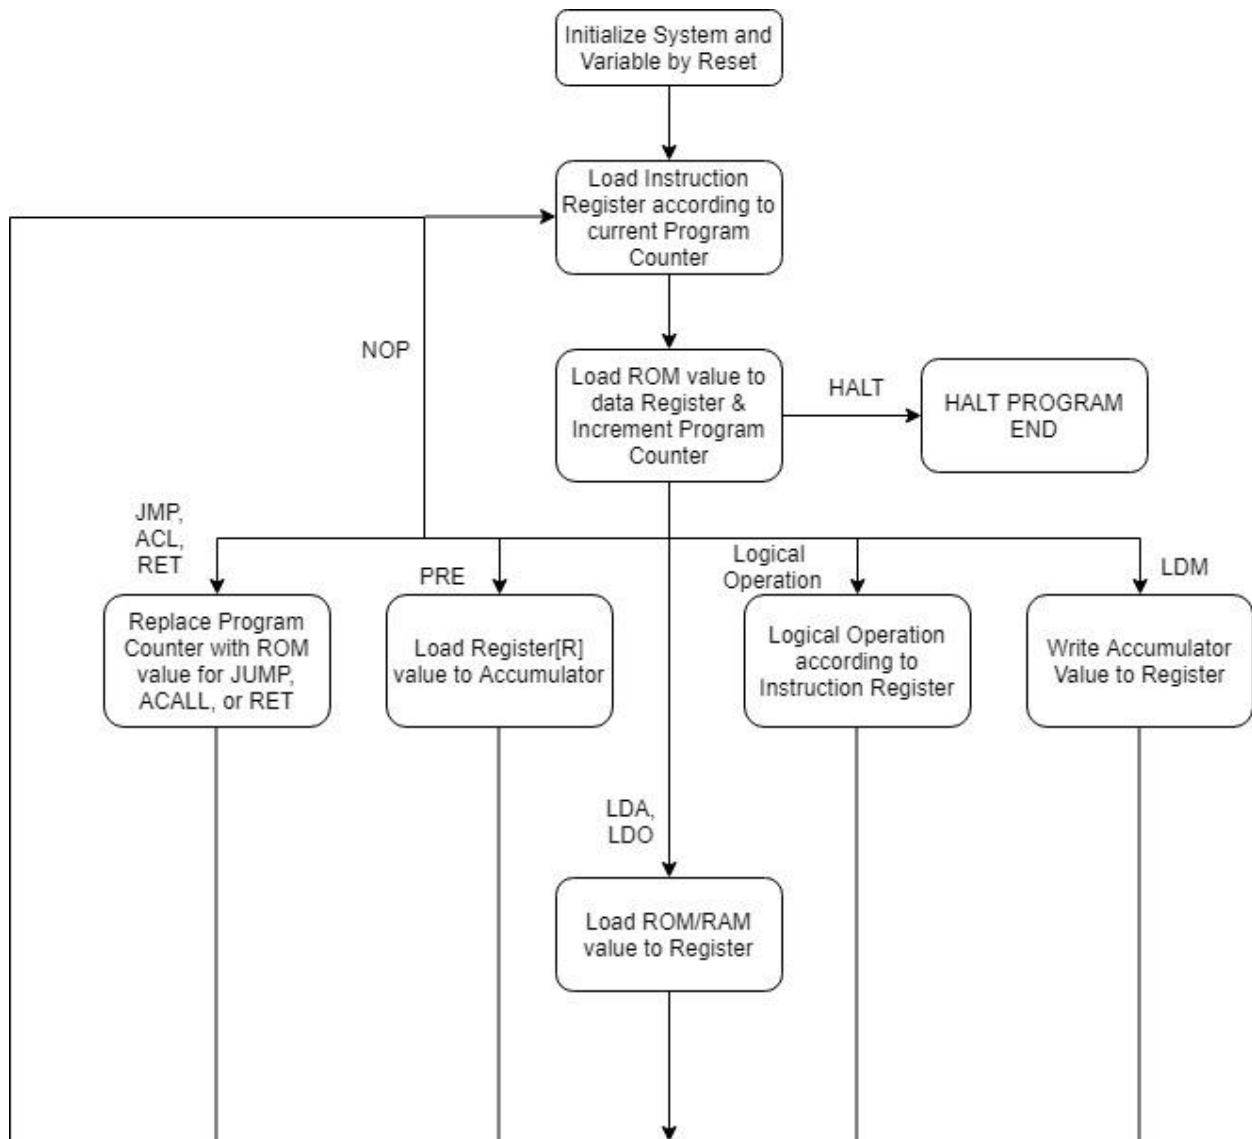 Initialize System and
Variable by Reset
Load Instruction
Register according to
current Program
Counter
NOP
Load ROM value to
data Register &
Increment Program
Counter
HALT
HALT PROGRAM
END
JMP,
ACL,
RET
PRE
Logical
Operation
LDM
Replace Program
Counter with ROM
value for JUMP,
ACALL, or RET
Load Register[R]
value to Accumulator
Logical Operation
according to
Instruction Register
Write Accumulator
Value to Register
LDA,
LDO
Load ROM/RAM
value to Register